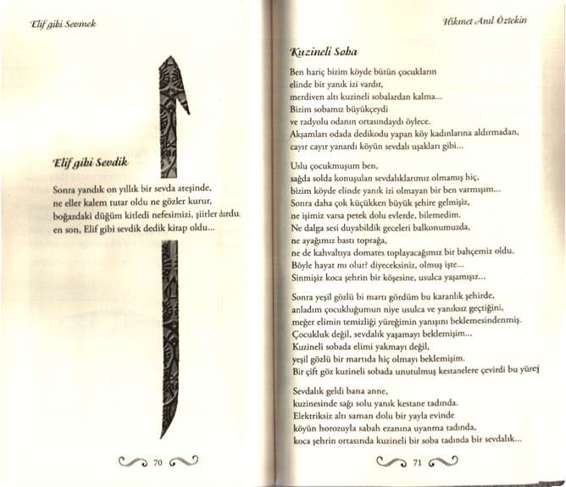 Elif gibi Sevmek
Elif gibi Sevdik
Sonra yandık on yıllık bir sevda ateşinde,
ne eller kalem tutar oldu ne gözler kurur,
boğazdaki düğüm kitledi nefesimizi, şiirler durdu.
en son, Elif gibi sevdik dedik kitap oldu...
70
Hikmet Anıl Öztekin
Kuzineli Soba
Ben hariç bizim köyde bütün çocukların
elinde bir yanık izi vardır,
merdiven altı kuzineli sobalardan kalma...
Bizim sobamız büyükçeydi
ve radyolu odanın ortasındaydı öylece.
Akşamları odada dedikodu yapan köy kadınlarına aldırmadan,
cayır cayır yanardı köyün sevdalı uşakları gibi...
Uslu çocukmuşum ben,
sağda solda konuşulan sevdalıklarımız olmamış hiç,
bizim köyde elinde yanık izi olmayan bir ben varmışım...
Sonra daha çok küçükken büyük şehire gelmişiz,
ne işimiz varsa petek dolu evlerde, bilemedim.
Ne dalga sesi duyabildik geceleri balkonumuzda,
ne ayağımız bastı toprağa,
ne de kahvaltıya domates toplayacağımız bir bahçemiz oldu.
Böyle hayat mı olur? diyeceksiniz, olmuş işte...
Sinmişiz koca şehrin bir köşesine, usulca yaşamışız...
Sonra yeşil gözlü bi martı gördüm bu karanlık şehirde,
anladım çocukluğumun niye usulca ve yanıksız geçtiğini,
meğer elimin temizliği yüreğimin yanışını beklemesindenmiş.
Çocukluk değil, sevdalık yaşamayı beklemişim...
Kuzineli sobada elimi yakmayı değil,
yeşil gözlü bir martıda hiç olmayı beklemişim.
Bir çift göz kuzineli sobada unutulmuş kestanelere çevirdi bu yürej
Sevdalık geldi bana anne,
kuzinesinde sağı solu yanık kestane tadında.
Elektriksiz altı saman dolu bir yayla evinde
köyün horozuyla sabah ezanına uyanma tadında,
koca şehrin ortasında kuzineli bir soba tadında bir sevdalık...
71